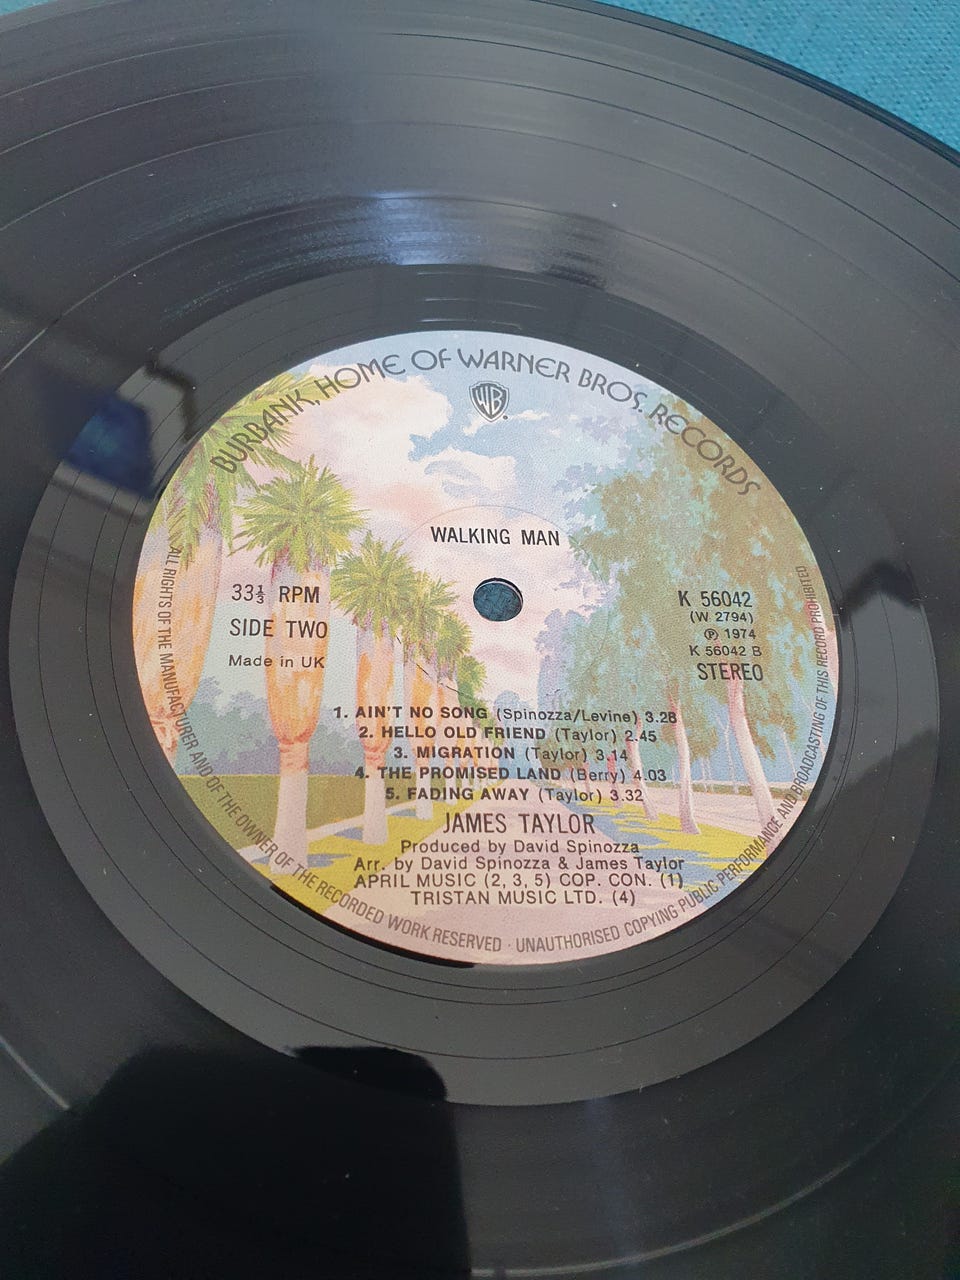 BURBANK, HOME OF WARNER BROS. RECORDS
WB
WALKING MAN
33⅓ RPM
SIDE TWO
Made in UK
K 56042
(W 2794)
℗ 1974
K 56042 B
STEREO
1. AIN'T NO SONG (Spinozza/Levine) 3.28
2. HELLO OLD FRIEND (Taylor) 2.45
3. MIGRATION (Taylor) 3.14
4. THE PROMISED LAND (Berry) 4.03
5. FADING AWAY (Taylor) 3.32
JAMES TAYLOR
Produced by David Spinozza
Arr. by David Spinozza & James Taylor
APRIL MUSIC (2, 3, 5) COP. CON. (1)
TRISTAN MUSIC LTD. (4)
ALL RIGHTS OF THE MANUFACTURER AND OF THE OWNER OF THE RECORDED WORK RESERVED · UNAUTHORISED COPYING PUBLIC PERFORMANCE AND BROADCASTING OF THIS RECORD PROHIBITED